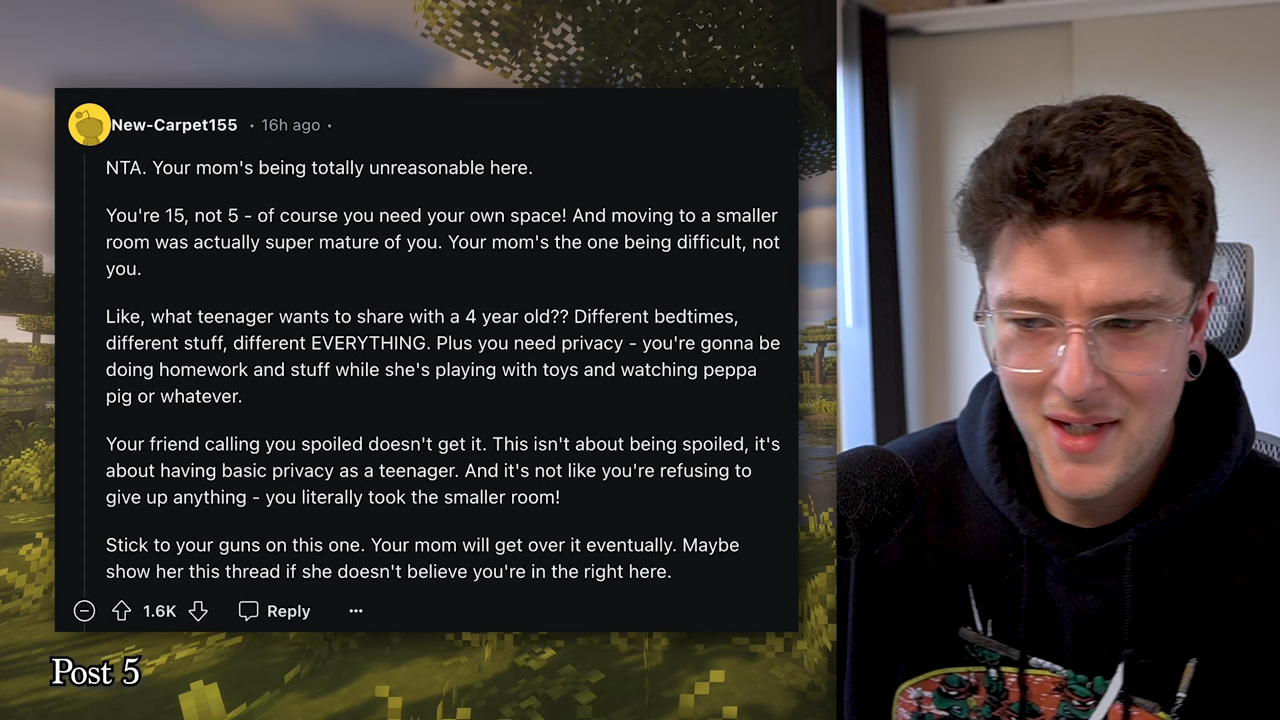 New-Carpet155 · 16h ago ·
NTA. Your mom's being totally unreasonable here.
You're 15, not 5 - of course you need your own space! And moving to a smaller
room was actually super mature of you. Your mom's the one being difficult, not
you.
Like, what teenager wants to share with a 4 year old?? Different bedtimes,
different stuff, different EVERYTHING. Plus you need privacy - you're gonna be
doing homework and stuff while she's playing with toys and watching peppa
pig or whatever.
Your friend calling you spoiled doesn't get it. This isn't about being spoiled, it's
about having basic privacy as a teenager. And it's not like you're refusing to
give up anything - you literally took the smaller room!
Stick to your guns on this one. Your mom will get over it eventually. Maybe
show her this thread if she doesn't believe you're in the right here.
1.6K Reply ...
Post 5